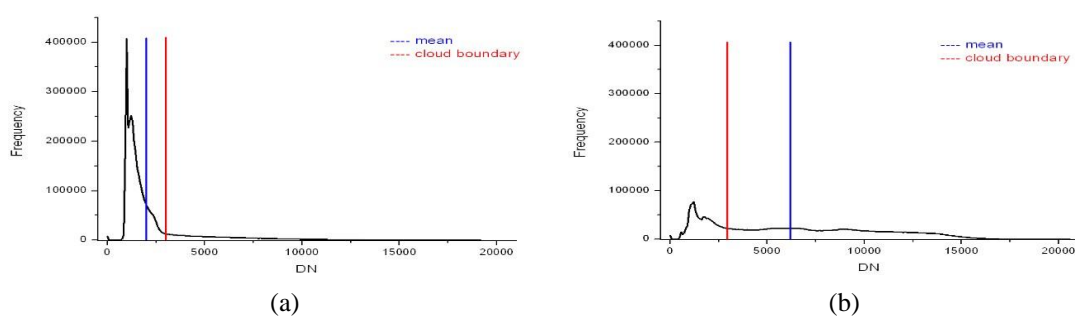 400000
300000
200000
100000
0
Frequency
---- mean
---- cloud boundary
0 5000 10000 15000 20000
DN
(a)
400000
300000
200000
100000
0
Frequency
---- mean
---- cloud boundary
0 5000 10000 15000 20000
DN
(b)